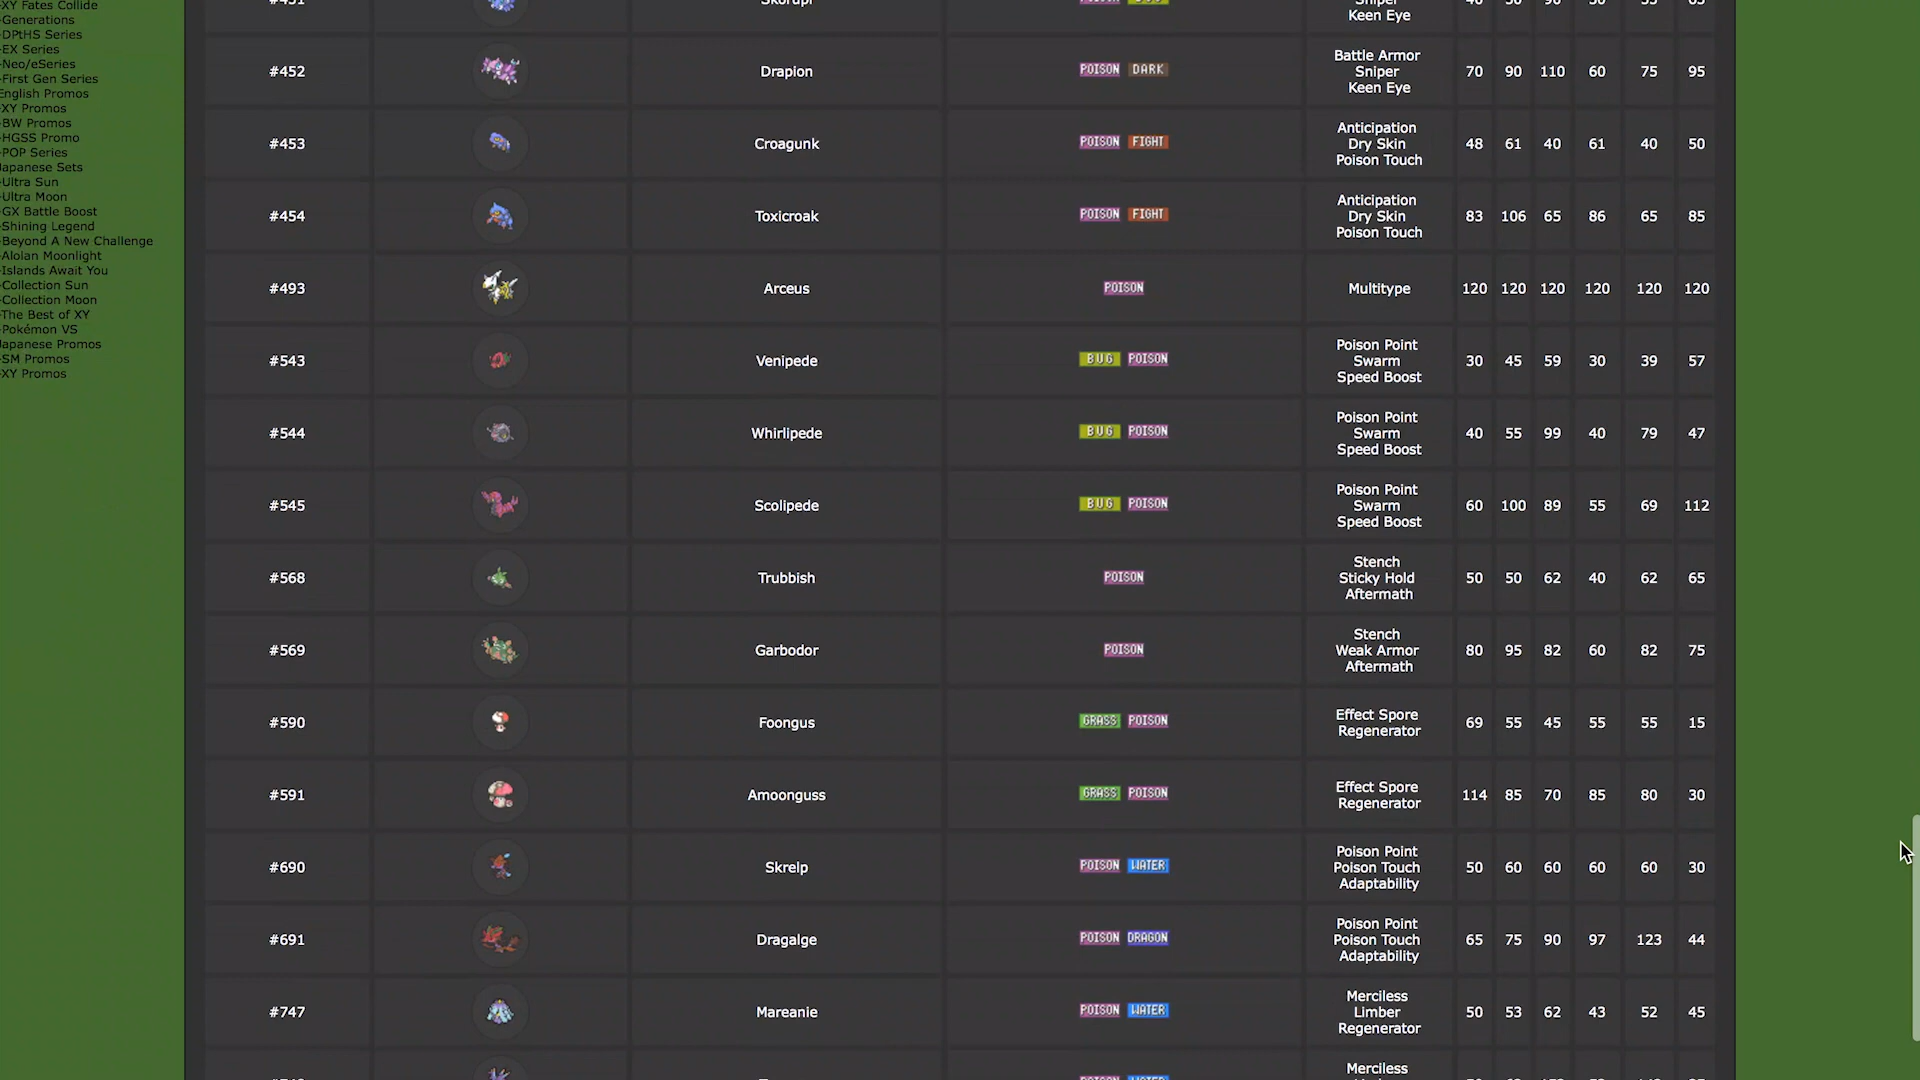 -XY Fates Collide
-Generations
-DPtHS Series
-EX Series
-Neo/eSeries
-First Gen Series
English Promos
-XY Promos
-BW Promos
-HGSS Promo
-POP Series
Japanese Sets
-Ultra Sun
-Ultra Moon
-GX Battle Boost
-Shining Legend
-Beyond A New Challenge
-Alolan Moonlight
-Islands Await You
-Collection Sun
-Collection Moon
-The Best of XY
-Pokémon VS
Japanese Promos
-SM Promos
-XY Promos
#451 Skorupi POISON BUG Sniper Keen Eye 40 50 90 30 55 65
#452 Drapion POISON DARK Battle Armor Sniper Keen Eye 70 90 110 60 75 95
#453 Croagunk POISON FIGHT Anticipation Dry Skin Poison Touch 48 61 40 61 40 50
#454 Toxicroak POISON FIGHT Anticipation Dry Skin Poison Touch 83 106 65 86 65 85
#493 Arceus POISON Multitype 120 120 120 120 120 120
#543 Venipede BUG POISON Poison Point Swarm Speed Boost 30 45 59 30 39 57
#544 Whirlipede BUG POISON Poison Point Swarm Speed Boost 40 55 99 40 79 47
#545 Scolipede BUG POISON Poison Point Swarm Speed Boost 60 100 89 55 69 112
#568 Trubbish POISON Stench Sticky Hold Aftermath 50 50 62 40 62 65
#569 Garbodor POISON Stench Weak Armor Aftermath 80 95 82 60 82 75
#590 Foongus GRASS POISON Effect Spore Regenerator 69 55 45 55 55 15
#591 Amoonguss GRASS POISON Effect Spore Regenerator 114 85 70 85 80 30
#690 Skrelp POISON WATER Poison Point Poison Touch Adaptability 50 60 60 60 60 30
#691 Dragalge POISON DRAGON Poison Point Poison Touch Adaptability 65 75 90 97 123 44
#747 Mareanie POISON WATER Merciless Limber Regenerator 50 53 62 43 52 45
Merciless